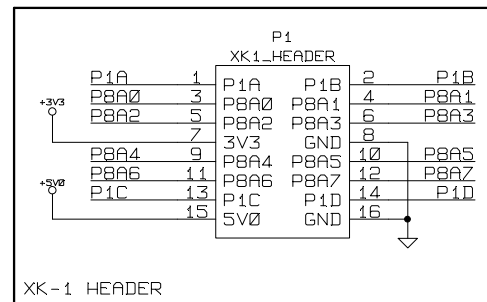 P1
XK1_HEADER
P1A 1 P1A P1B 2 P1B
P8A0 3 P8A0 P8A1 4 P8A1
+3V3
P8A2 5 P8A2 P8A3 6 P8A3
7 3V3 GND 8
P8A4 9 P8A4 P8A5 10 P8A5
P8A6 11 P8A6 P8A7 12 P8A7
+5V0
P1C 13 P1C P1D 14 P1D
15 5V0 GND 16
XK-1 HEADER